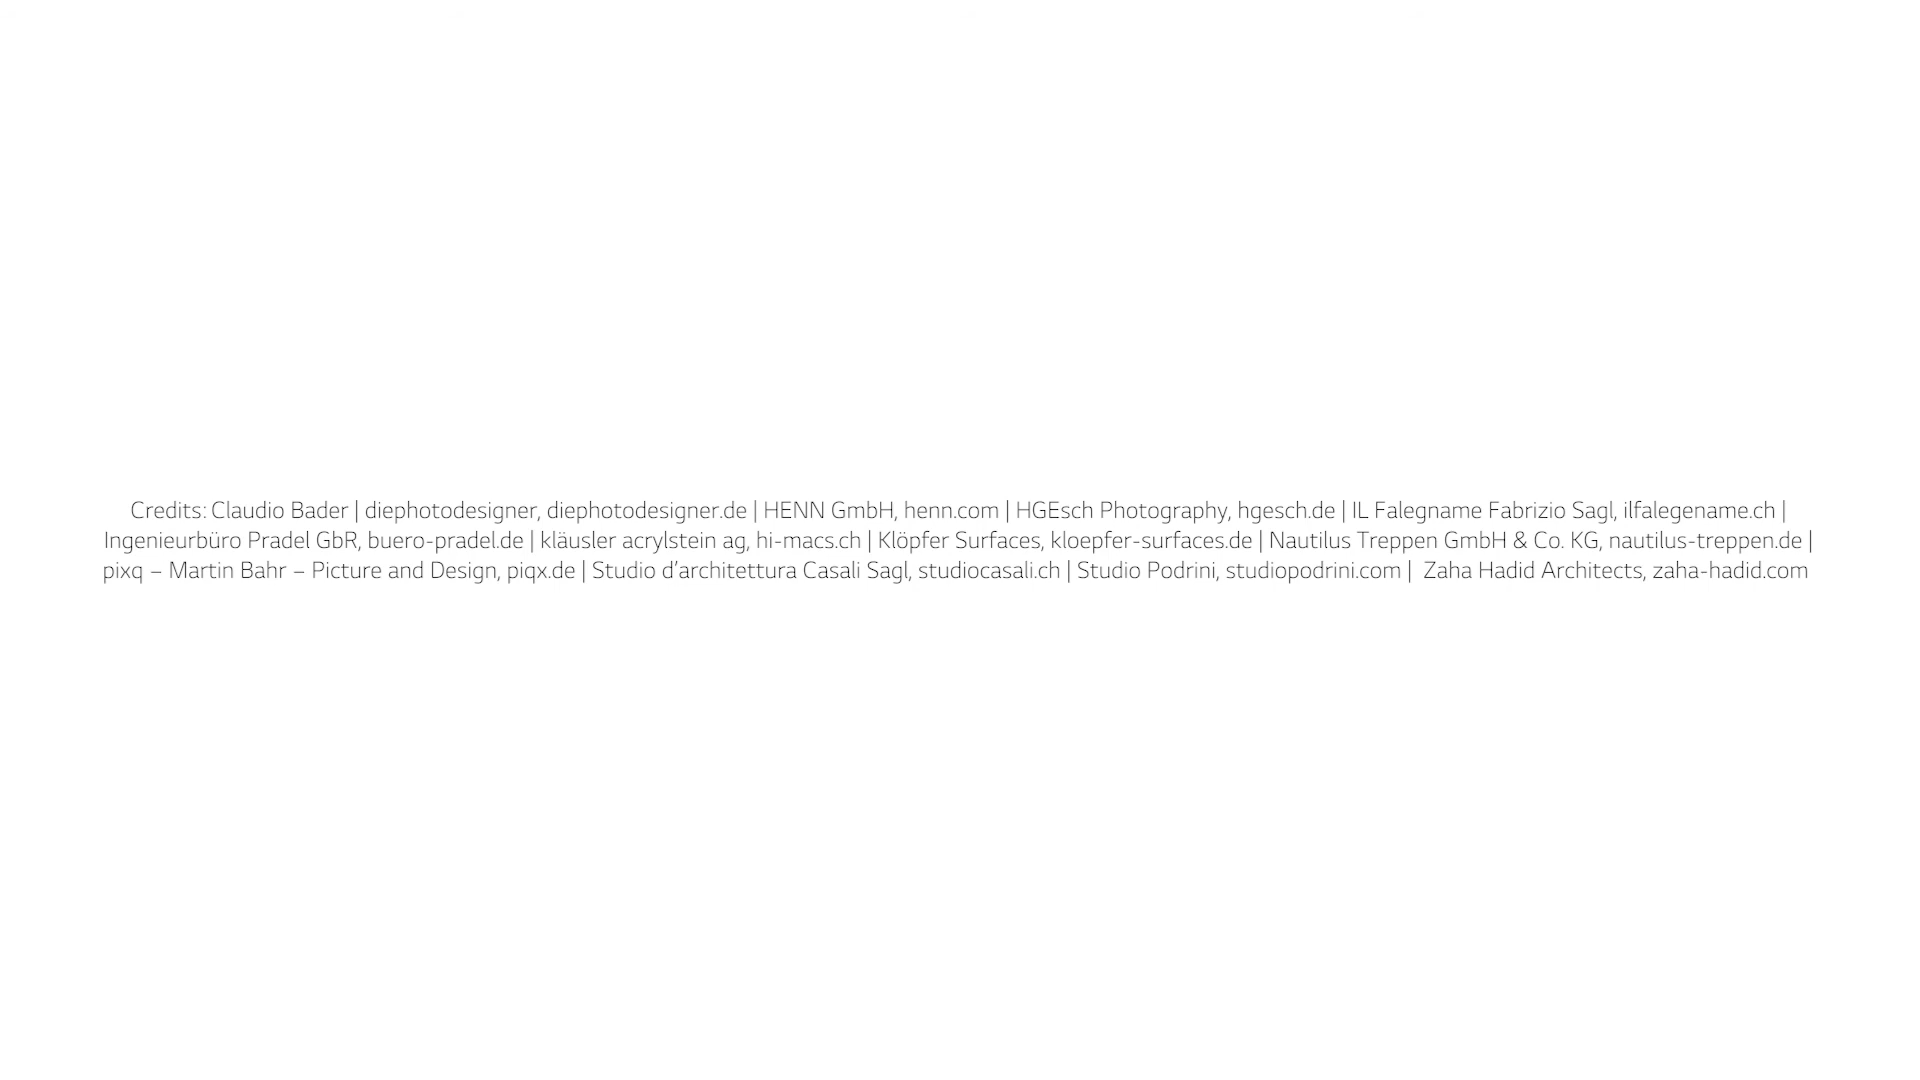 Credits: Claudio Bader | diephotodesigner, diephotodesigner.de | HENN GmbH, henn.com | HGEsch Photography, hgesch.de | IL Falegname Fabrizio Sagl, ilfalegename.ch |
Ingenieurbüro Pradel GbR, buero-pradel.de | kläusler acrylstein ag, hi-macs.ch | Klöpfer Surfaces, kloepfer-surfaces.de | Nautilus Treppen GmbH & Co. KG, nautilus-treppen.de |
pixq – Martin Bahr – Picture and Design, piqx.de | Studio d’architettura Casali Sagl, studiocasali.ch | Studio Podrini, studiopodrini.com | Zaha Hadid Architects, zaha-hadid.com